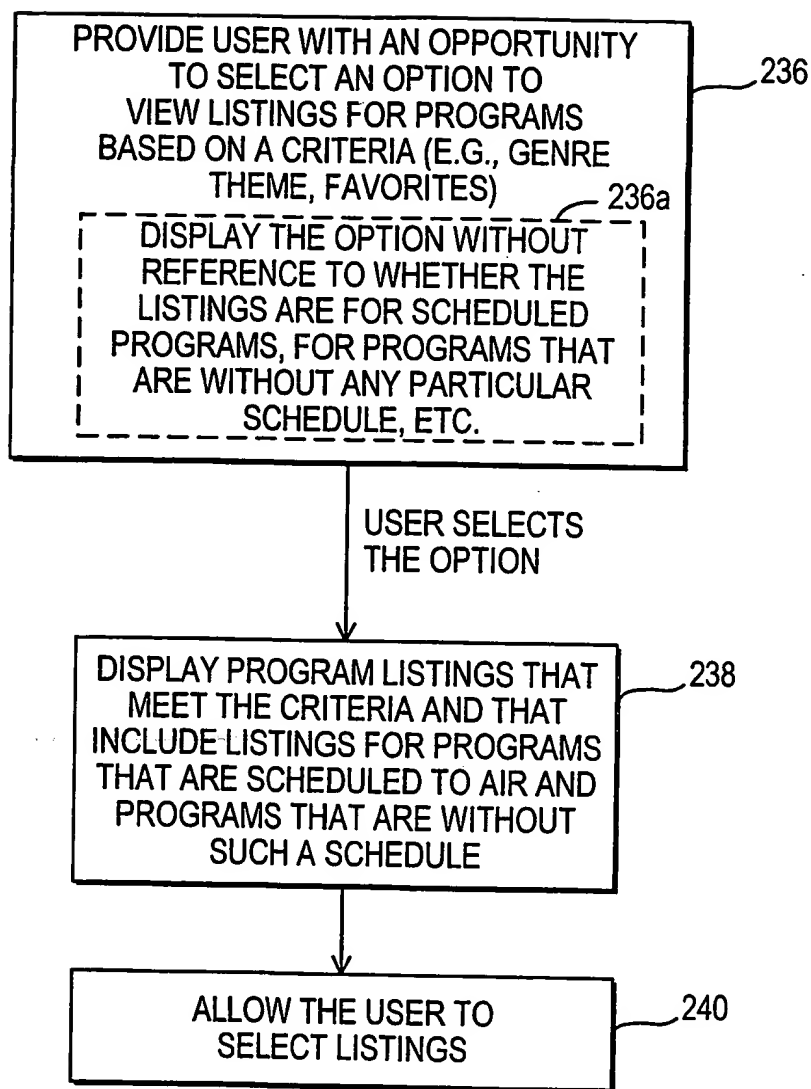 PROVIDE USER WITH AN OPPORTUNITY
TO SELECT AN OPTION TO
VIEW LISTINGS FOR PROGRAMS
BASED ON A CRITERIA (E.G., GENRE
THEME, FAVORITES)
236
236a
DISPLAY THE OPTION WITHOUT
REFERENCE TO WHETHER THE
LISTINGS ARE FOR SCHEDULED
PROGRAMS, FOR PROGRAMS THAT
ARE WITHOUT ANY PARTICULAR
SCHEDULE, ETC.
USER SELECTS
THE OPTION
DISPLAY PROGRAM LISTINGS THAT
MEET THE CRITERIA AND THAT
INCLUDE LISTINGS FOR PROGRAMS
THAT ARE SCHEDULED TO AIR AND
PROGRAMS THAT ARE WITHOUT
SUCH A SCHEDULE
238
ALLOW THE USER TO
SELECT LISTINGS
240